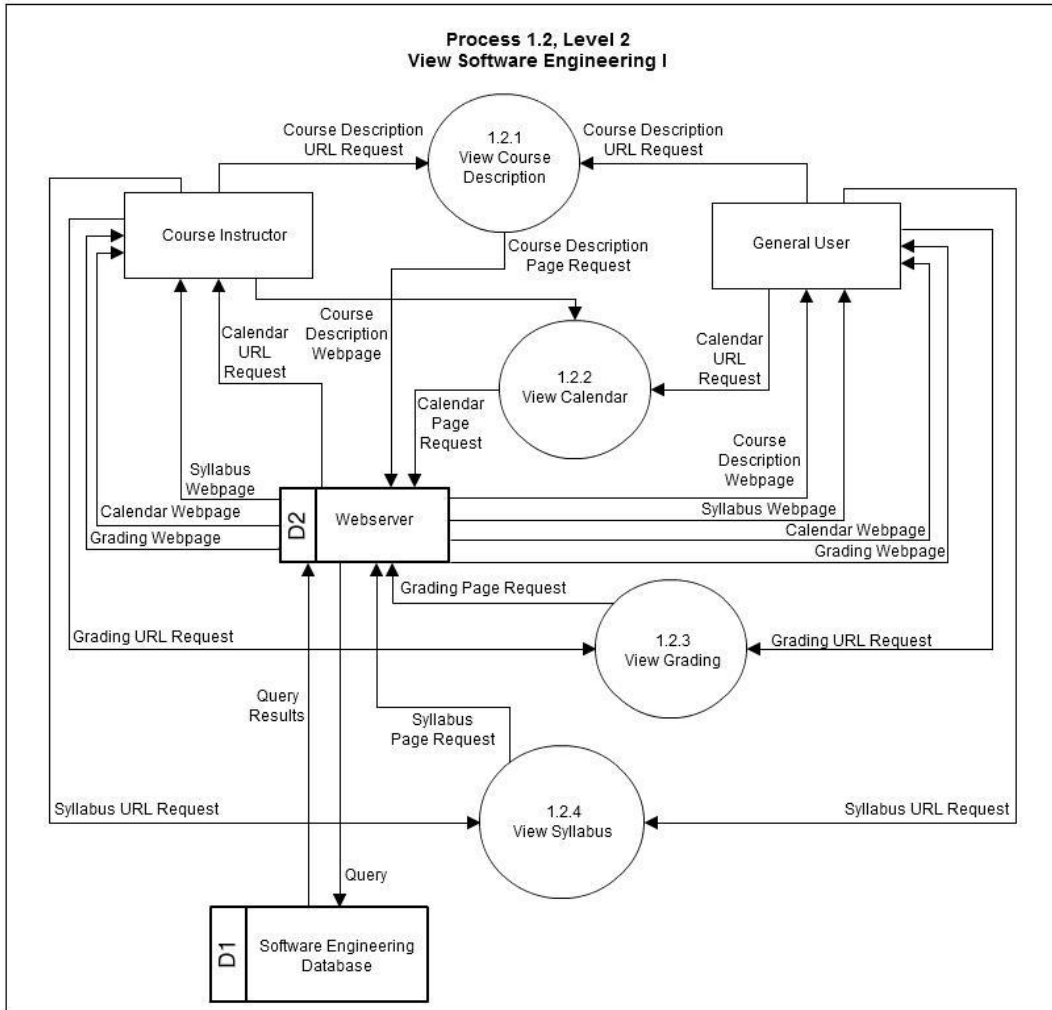 Process 1.2, Level 2
View Software Engineering I
1.2.1
View Course
Description
Course Description
URL Request
Course Description
URL Request
Course Instructor
General User
Course Description
Page Request
Course
Description
Webpage
Calendar
URL
Request
1.2.2
View Calendar
Calendar
URL
Request
Calendar
Page
Request
Course
Description
Webpage
Syllabus
Webpage
Calendar Webpage
Grading Webpage
D2
Webserver
Syllabus Webpage
Calendar Webpage
Grading Webpage
Grading Page Request
Grading URL Request
1.2.3
View Grading
Grading URL Request
Query
Results
Syllabus
Page Request
Syllabus URL Request
1.2.4
View Syllabus
Syllabus URL Request
Query
D1
Software Engineering
Database